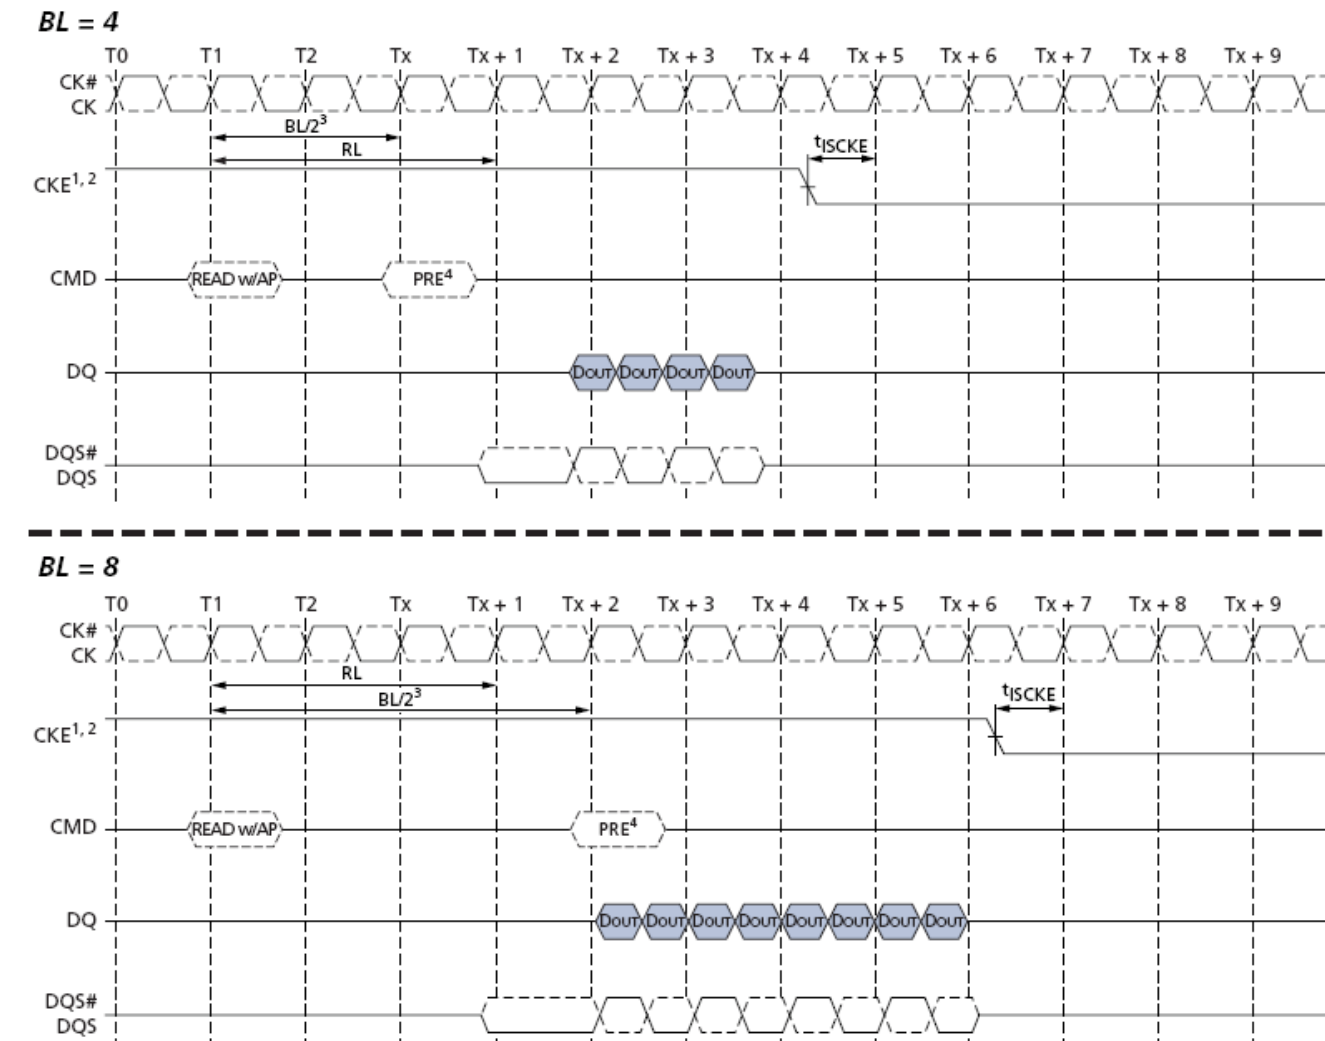 BL = 4
T0 T1 T2 Tx Tx + 1 Tx + 2 Tx + 3 Tx + 4 Tx + 5 Tx + 6 Tx + 7 Tx + 8 Tx + 9
CK#
CK
BL/2³
RL
tISCKE
CKE1, 2
CMD READ w/AP PRE⁴
DQ DOUT DOUT DOUT DOUT
DQS#
DQS
BL = 8
T0 T1 T2 Tx Tx + 1 Tx + 2 Tx + 3 Tx + 4 Tx + 5 Tx + 6 Tx + 7 Tx + 8 Tx + 9
CK#
CK
RL
BL/2³
tISCKE
CKE1, 2
CMD READ w/AP PRE⁴
DQ DOUT DOUT DOUT DOUT DOUT DOUT DOUT DOUT
DQS#
DQS